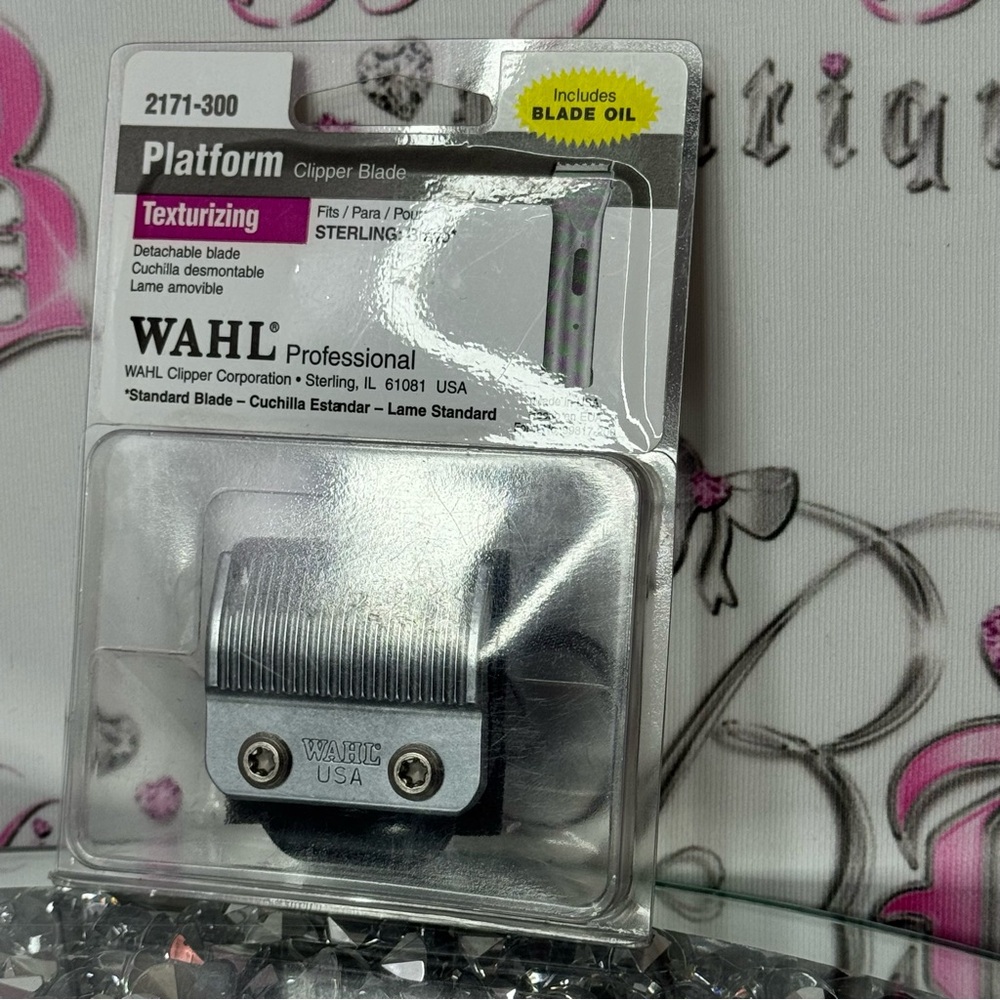 2171-300
Includes
BLADE OIL
Platform Clipper Blade
Texturizing
Fits / Para / Pour
STERLING:
Detachable blade
Cuchilla desmontable
Lame amovible
WAHL® Professional
WAHL Clipper Corporation • Sterling, IL 61081 USA
*Standard Blade – Cuchilla Estandar – Lame Standard
WAHL®
USA